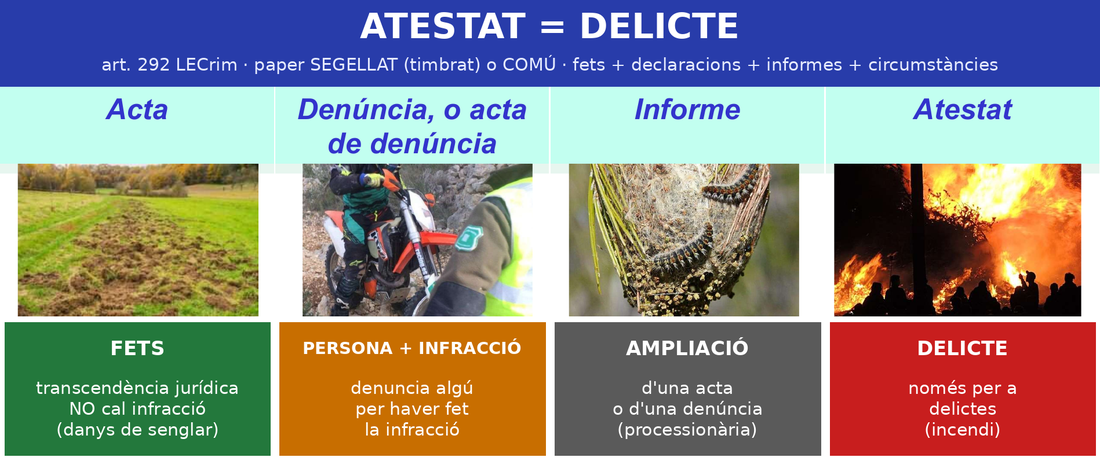 ATESTAT = DELICTE
art. 292 LECrim · paper SEGELLAT (timbrat) o COMÚ · fets + declaracions + informes + circumstàncies
Acta
Denúncia, o acta
de denúncia
Informe
Atestat
FETS
transcendència jurídica
NO cal infracció
(danys de senglar)
PERSONA + INFRACCIÓ
denuncia algú
per haver fet
la infracció
AMPLIACIÓ
d'una acta
o d'una denúncia
(processionària)
DELICTE
només per a
delictes
(incendi)